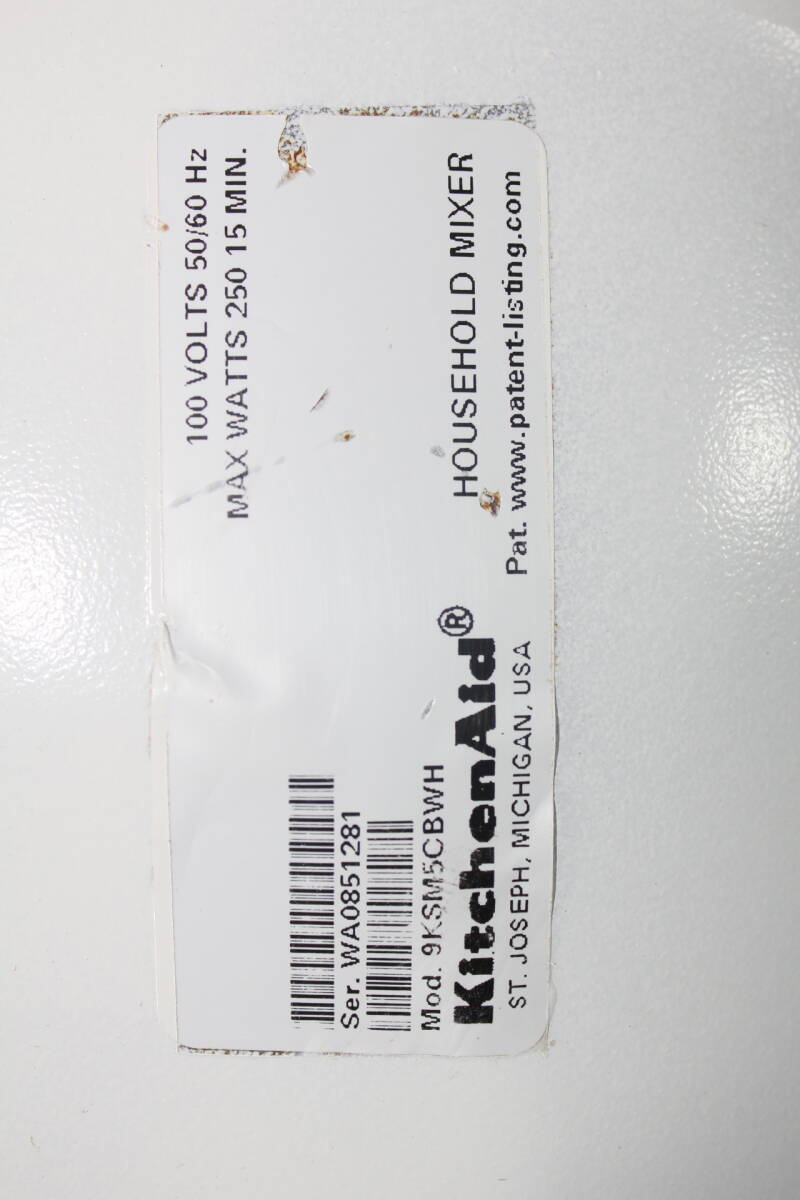 100 VOLTS 50/60 Hz
MAX WATTS 250 15 MIN.
Ser. WA0851281
Mod. 9KSM5CBWH
HOUSEHOLD MIXER
KitchenAid®
Pat. www.patent-listing.com
ST. JOSEPH, MICHIGAN, USA